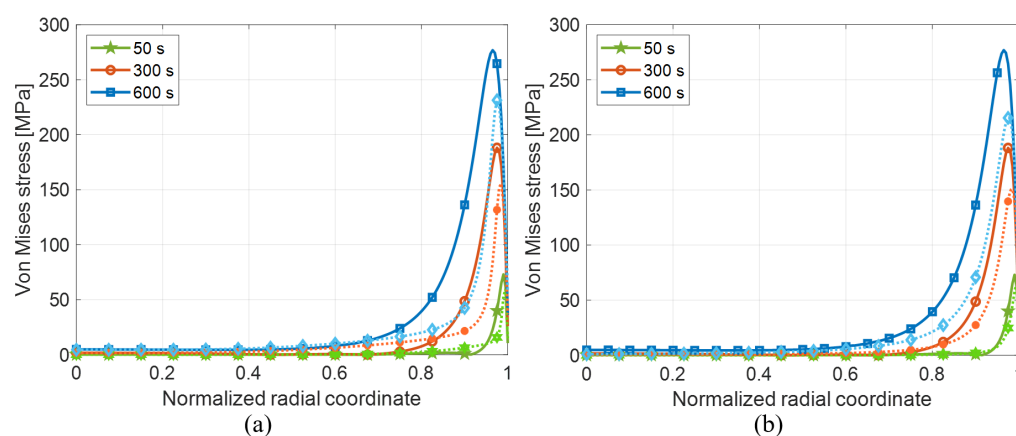 300
250
200
150
100
50
0
Von Mises stress [MPa]
50 s
300 s
600 s
0 0.2 0.4 0.6 0.8 1
Normalized radial coordinate
(a)
300
250
200
150
100
50
0
Von Mises stress [MPa]
50 s
300 s
600 s
0 0.2 0.4 0.6 0.8 1
Normalized radial coordinate
(b)